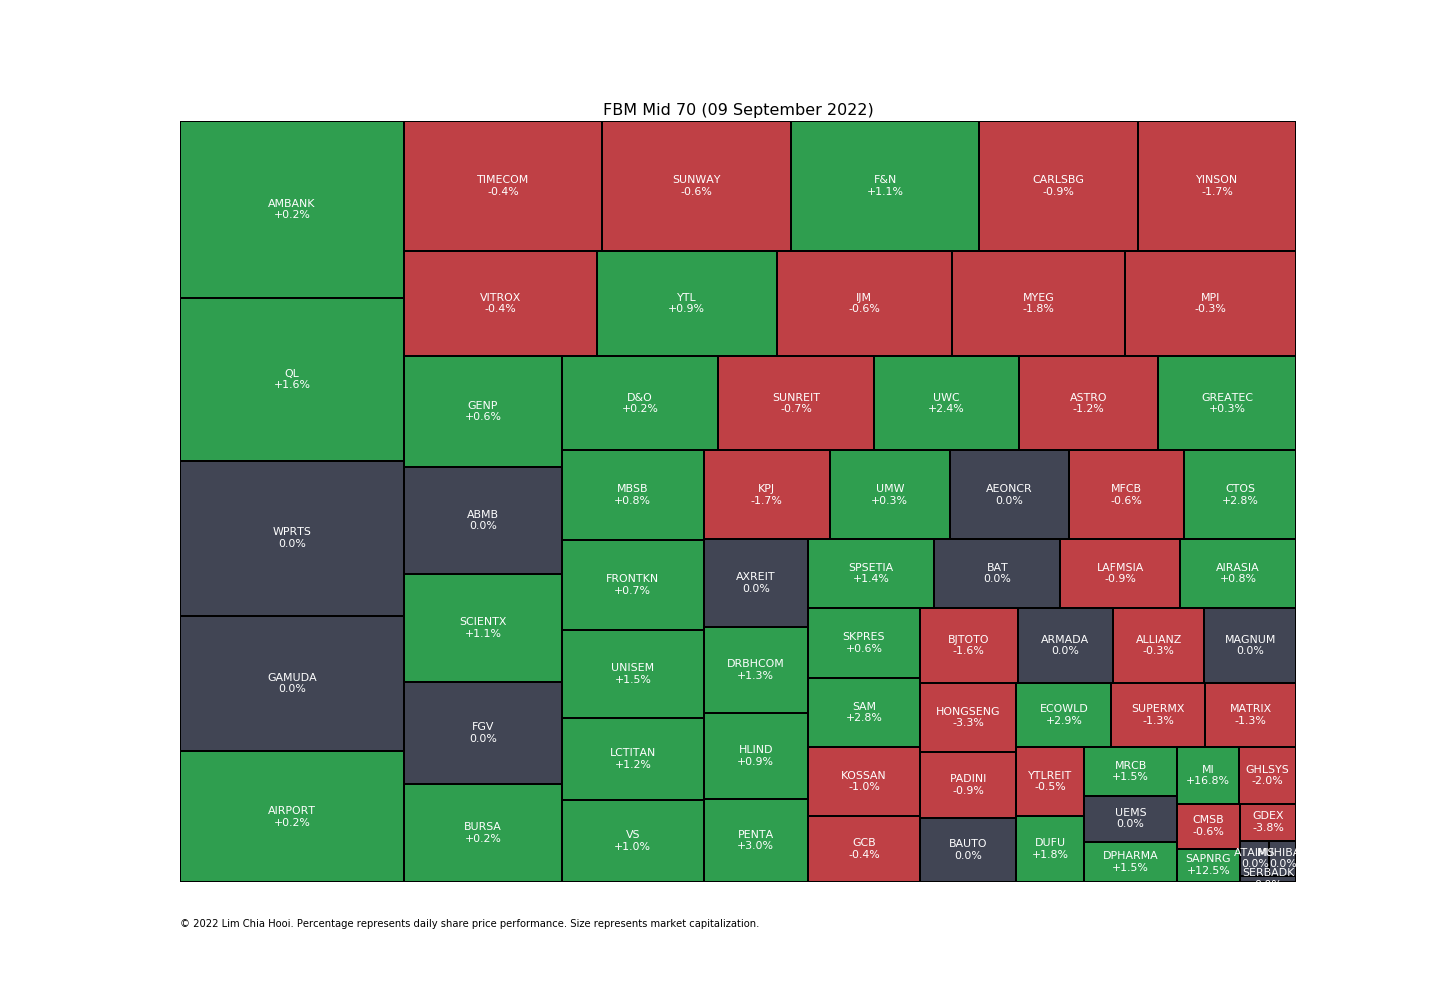 FBM Mid 70 (09 September 2022)
AMBANK
+0.2%
QL
+1.6%
WPRTS
0.0%
GAMUDA
0.0%
AIRPORT
+0.2%
TIMECOM
-0.4%
SUNWAY
-0.6%
F&N
+1.1%
CARLSBG
-0.9%
YINSON
-1.7%
VITROX
-0.4%
YTL
+0.9%
IJM
-0.6%
MYEG
-1.8%
MPI
-0.3%
GENP
+0.6%
ABMB
0.0%
SCIENTX
+1.1%
FGV
0.0%
BURSA
+0.2%
D&O
+0.2%
SUNREIT
-0.7%
UWC
+2.4%
ASTRO
-1.2%
GREATEC
+0.3%
MBSB
+0.8%
FRONTKN
+0.7%
UNISEM
+1.5%
LCTITAN
+1.2%
VS
+1.0%
KPJ
-1.7%
UMW
+0.3%
AEONCR
0.0%
MFCB
-0.6%
CTOS
+2.8%
AXREIT
0.0%
DRBHCOM
+1.3%
HLIND
+0.9%
PENTA
+3.0%
SPSETIA
+1.4%
BAT
0.0%
LAFMSIA
-0.9%
AIRASIA
+0.8%
SKPRES
+0.6%
SAM
+2.8%
KOSSAN
-1.0%
GCB
-0.4%
BJTOTO
-1.6%
ARMADA
0.0%
ALLIANZ
-0.3%
MAGNUM
0.0%
HONGSENG
-3.3%
PADINI
-0.9%
BAUTO
0.0%
ECOWLD
+2.9%
SUPERMX
-1.3%
MATRIX
-1.3%
YTLREIT
-0.5%
DUFU
+1.8%
MRCB
+1.5%
UEMS
0.0%
DPHARMA
+1.5%
MI
+16.8%
GHLSYS
-2.0%
CMSB
-0.6%
SAPNRG
+12.5%
GDEX
-3.8%
0.0%
0.0%
SERBADK
© 2022 Lim Chia Hooi. Percentage represents daily share price performance. Size represents market capitalization.